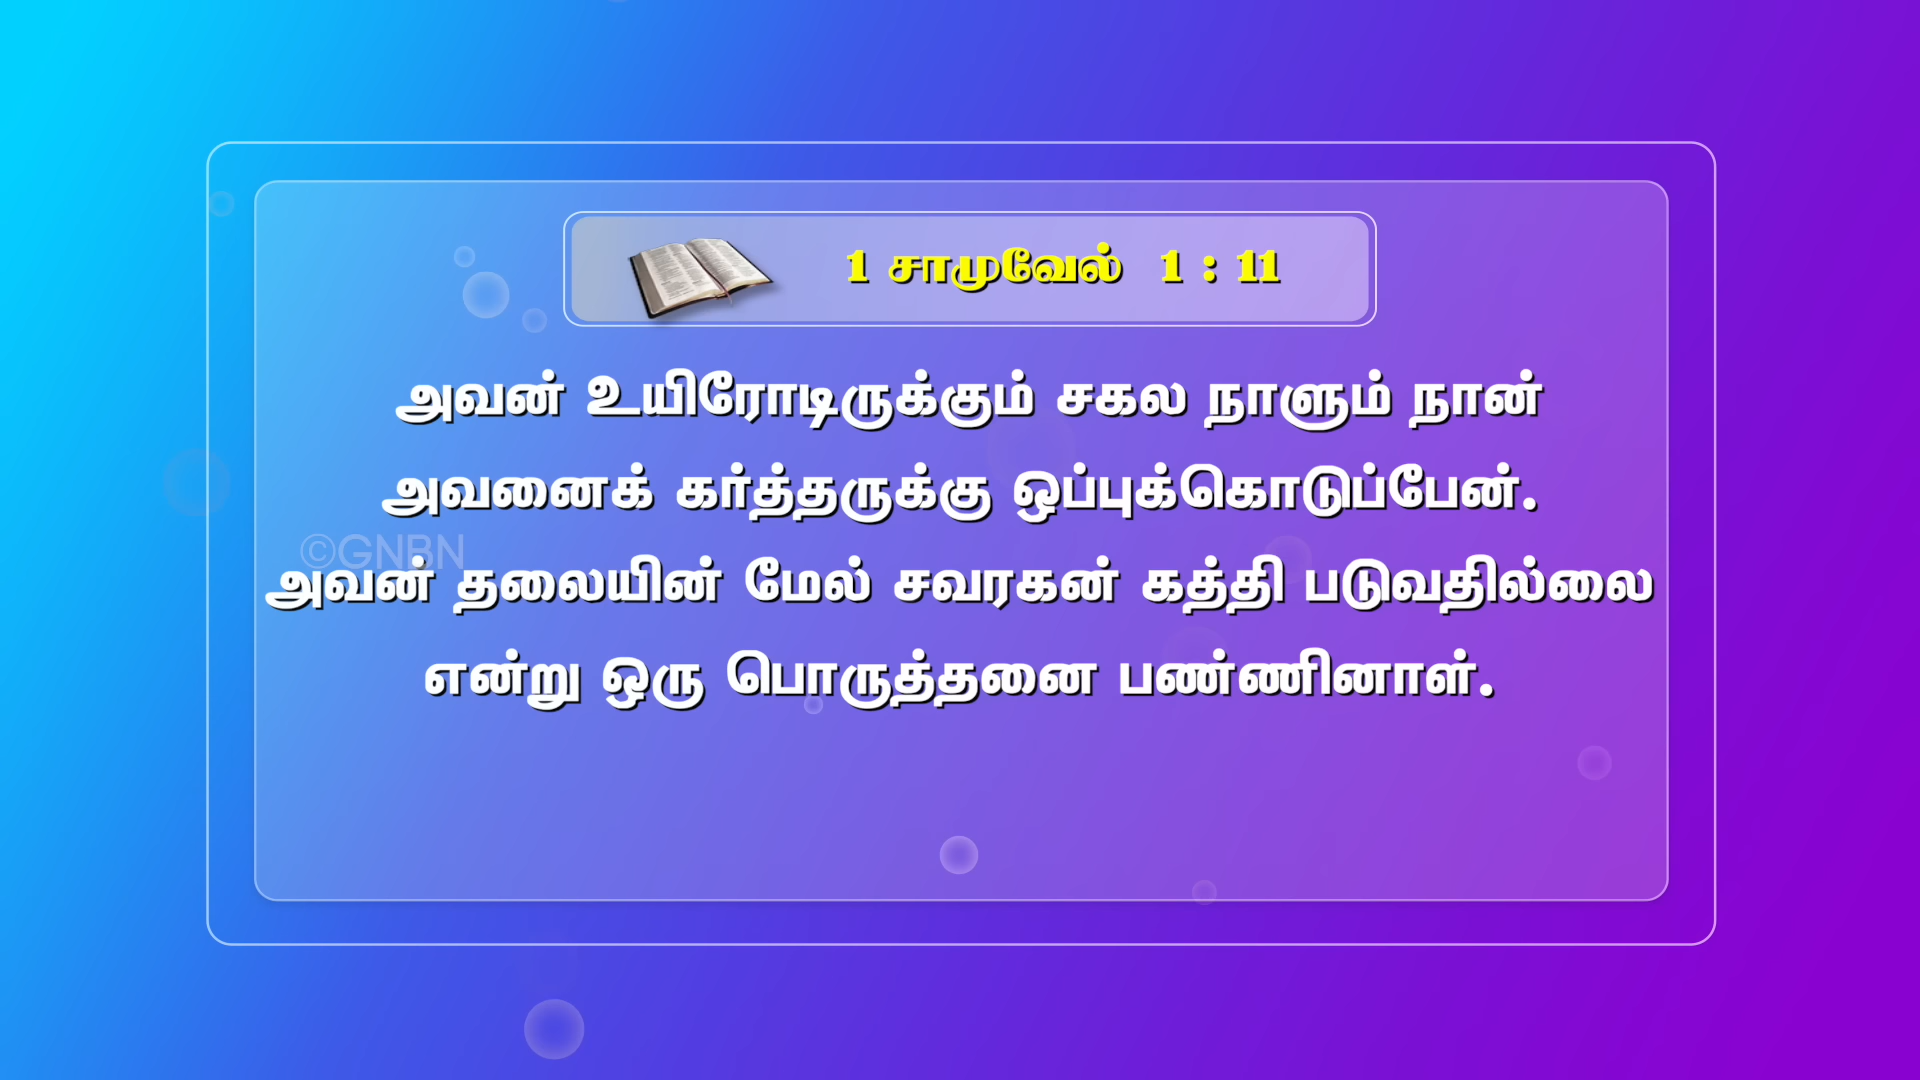 1 சாமுவேல் 1 : 11
அவன் உயிரோடிருக்கும் சகல நாளும் நான்
அவனைக் கர்த்தருக்கு ஒப்புக்கொடுப்பேன்.
©GNBN
அவன் தலையின் மேல் சவரகன் கத்தி படுவதில்லை
என்று ஒரு பொருத்தனை பண்ணினாள்.